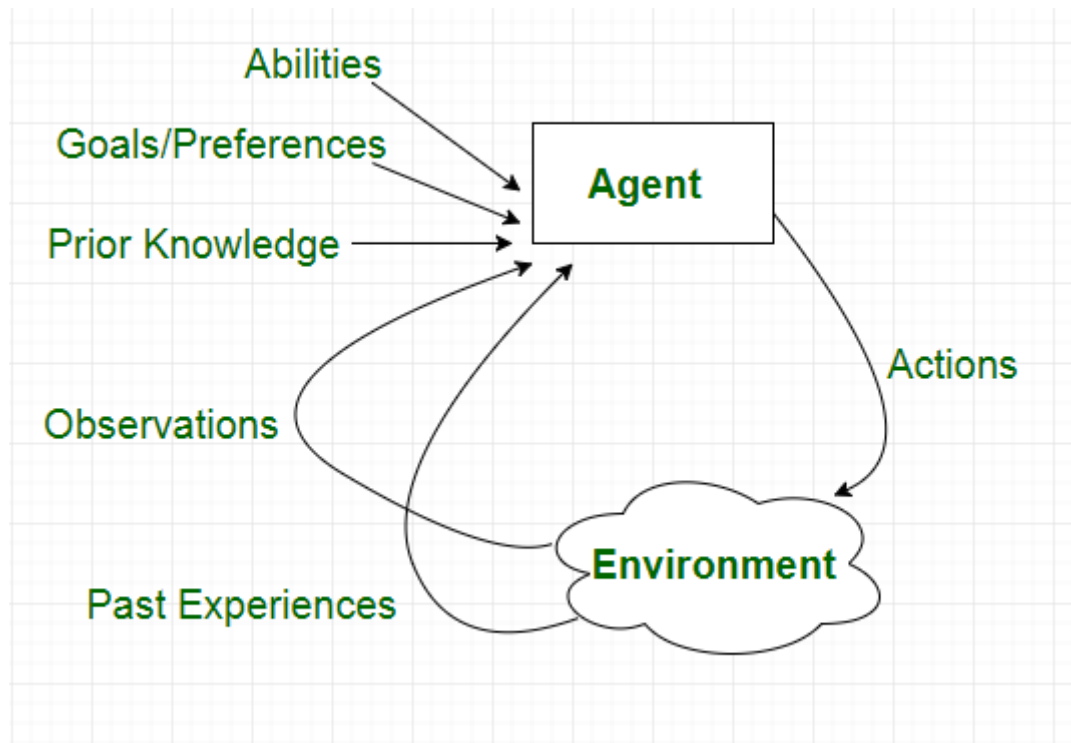 Abilities
Goals/Preferences
Agent
Prior Knowledge
Actions
Observations
Environment
Past Experiences